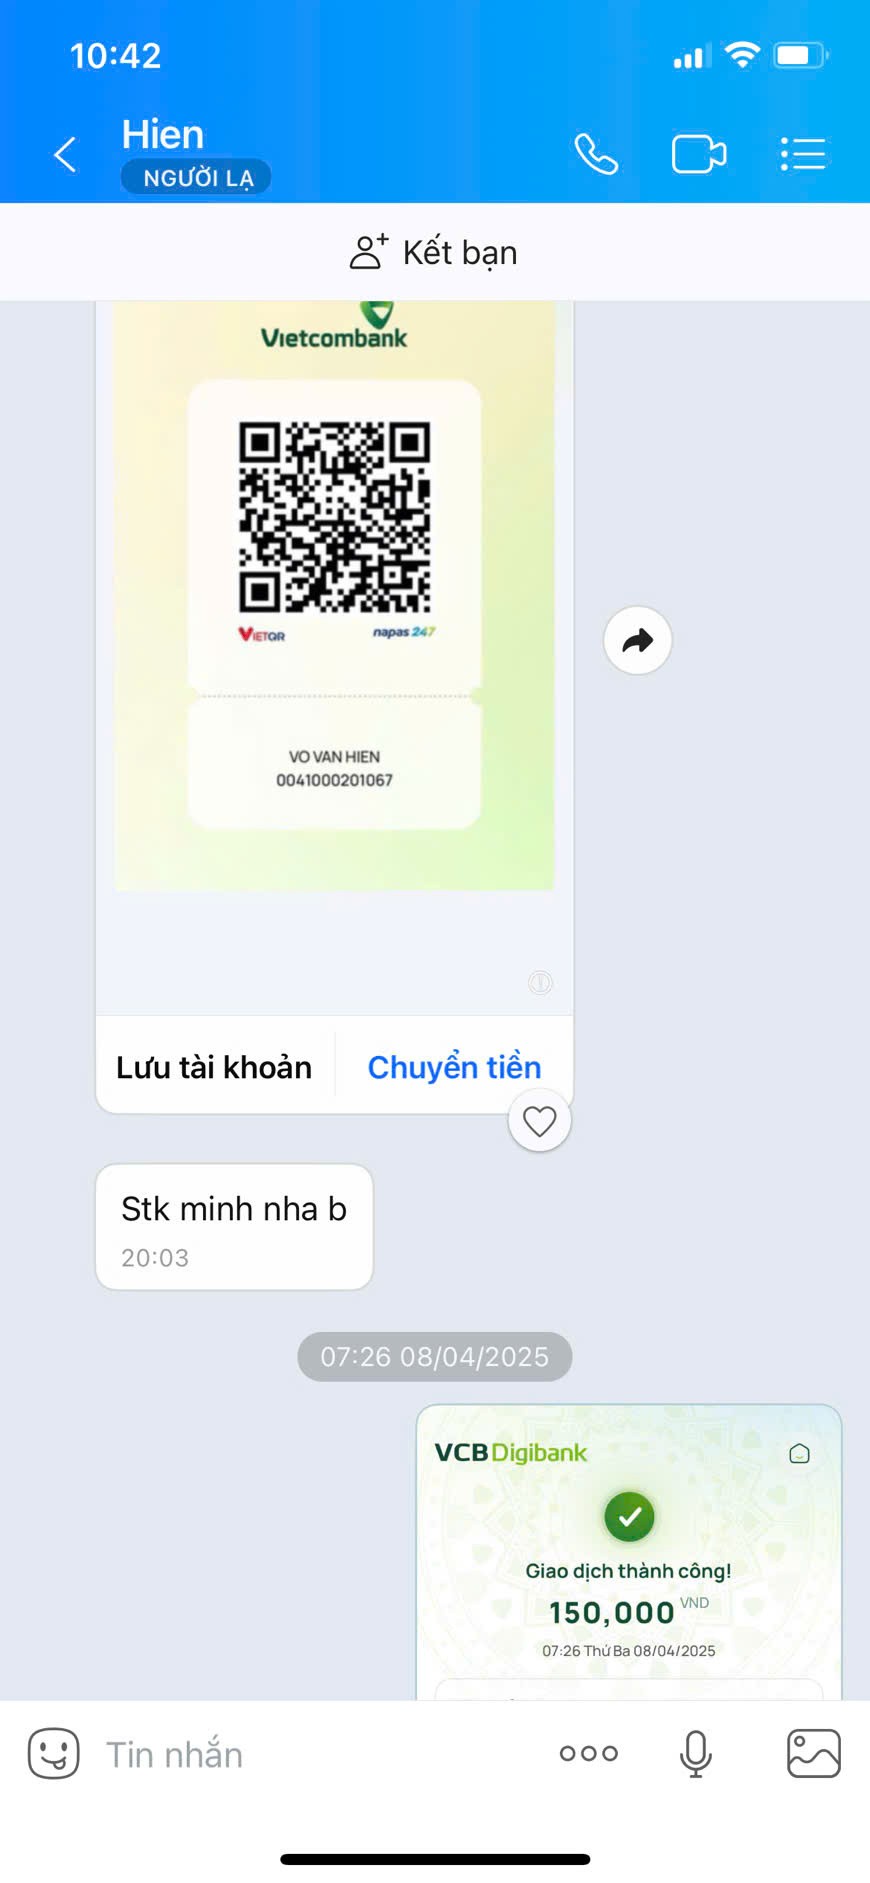 10:42
Hien
NGƯỜI LẠ
Kết bạn
Vietcombank
VIETQR
napas 247
VO VAN HIEN
0041000201067
Lưu tài khoản
Chuyển tiền
Stk minh nha b
20:03
07:26 08/04/2025
VCB Digibank
Giao dịch thành công!
150,000 VND
07:26 Thứ Ba 08/04/2025
Tin nhắn